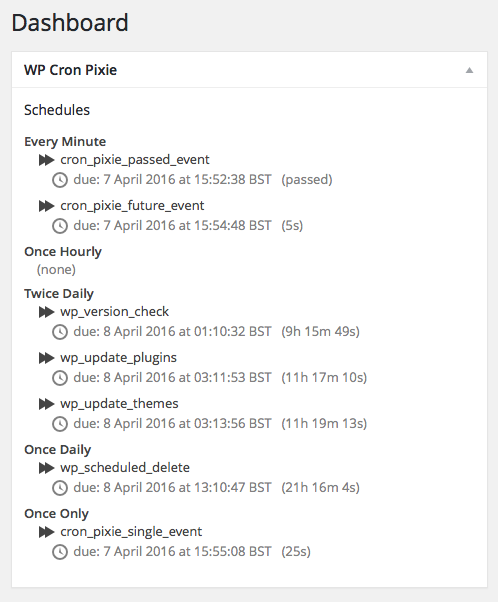 Dashboard
WP Cron Pixie
Schedules
Every Minute
cron_pixie_passed_event
due: 7 April 2016 at 15:52:38 BST (passed)
cron_pixie_future_event
due: 7 April 2016 at 15:54:48 BST (5s)
Once Hourly
(none)
Twice Daily
wp_version_check
due: 8 April 2016 at 01:10:32 BST (9h 15m 49s)
wp_update_plugins
due: 8 April 2016 at 03:11:53 BST (11h 17m 10s)
wp_update_themes
due: 8 April 2016 at 03:13:56 BST (11h 19m 13s)
Once Daily
wp_scheduled_delete
due: 8 April 2016 at 13:10:47 BST (21h 16m 4s)
Once Only
cron_pixie_single_event
due: 7 April 2016 at 15:55:08 BST (25s)